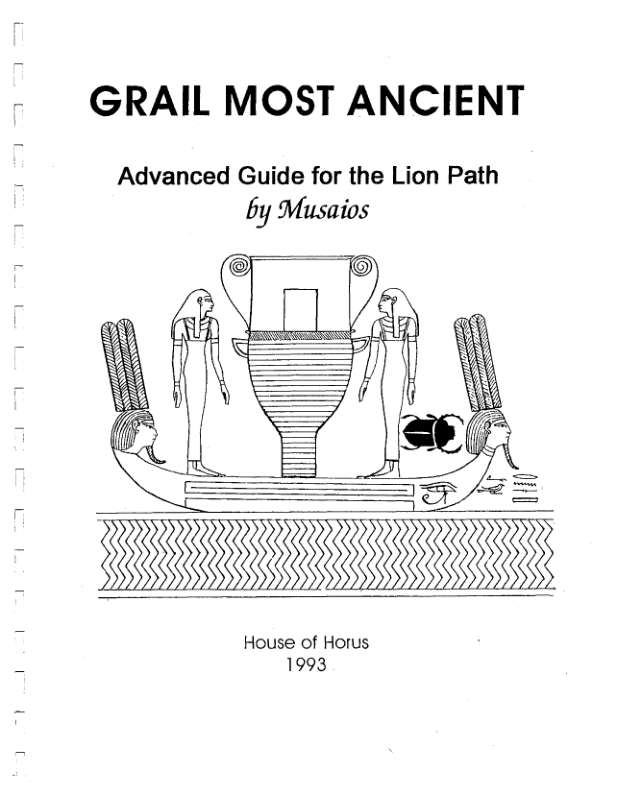 GRAIL MOST ANCIENT
Advanced Guide for the Lion Path
by Musaios
House of Horus
1993